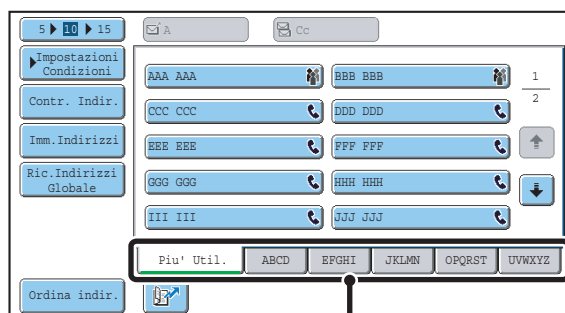 5 10 15
A
Cc
Impostazioni
Condizioni
Contr. Indir.
Imm.Indirizzi
Ric.Indirizzi
Globale
AAA AAA
BBB BBB
CCC CCC
DDD DDD
EEE EEE
FFF FFF
GGG GGG
HHH HHH
III III
JJJ JJJ
1
2
Piu' Util.
ABCD
EFGHI
JKLMN
OPQRST
UVWXYZ
Ordina indir.